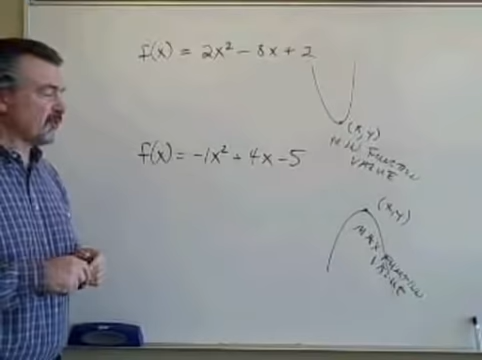 f(x) = 2x² - 8x + 2
(x,y)
MIN FUNCTION
VALUE
f(x) = -1x² + 4x - 5
(x,y)
MAX FUNCTION
VALUE